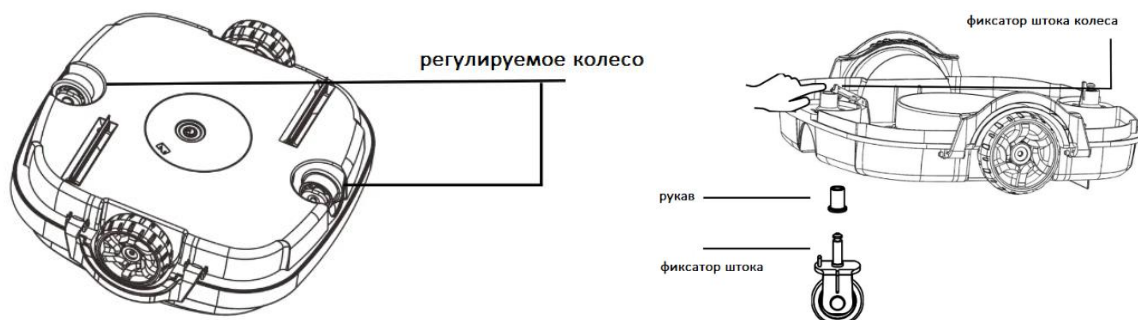 регулируемое колесо
фиксатор штока колеса
рукав
фиксатор штока